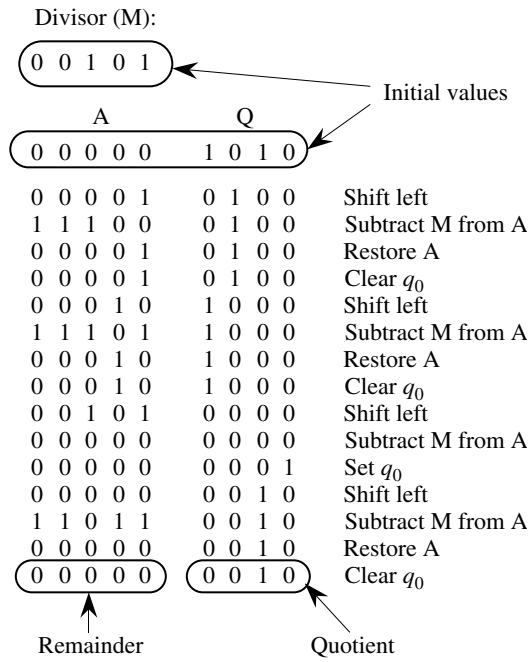 Divisor (M):
0 0 1 0 1
Initial values
A Q
0 0 0 0 0 1 0 1 0
0 0 0 0 1 0 1 0 0 Shift left
1 1 1 0 0 0 1 0 0 Subtract M from A
0 0 0 0 1 0 1 0 0 Restore A
0 0 0 0 1 0 1 0 0 Clear q0
0 0 0 1 0 1 0 0 0 Shift left
1 1 1 0 1 1 0 0 0 Subtract M from A
0 0 0 1 0 1 0 0 0 Restore A
0 0 0 1 0 1 0 0 0 Clear q0
0 0 1 0 1 0 0 0 0 Shift left
0 0 0 0 0 0 0 0 0 Subtract M from A
0 0 0 0 0 0 0 0 1 Set q0
0 0 0 0 0 0 0 1 0 Shift left
1 1 0 1 1 0 0 1 0 Subtract M from A
0 0 0 0 0 0 0 1 0 Restore A
0 0 0 0 0 0 0 1 0 Clear q0
Remainder Quotient